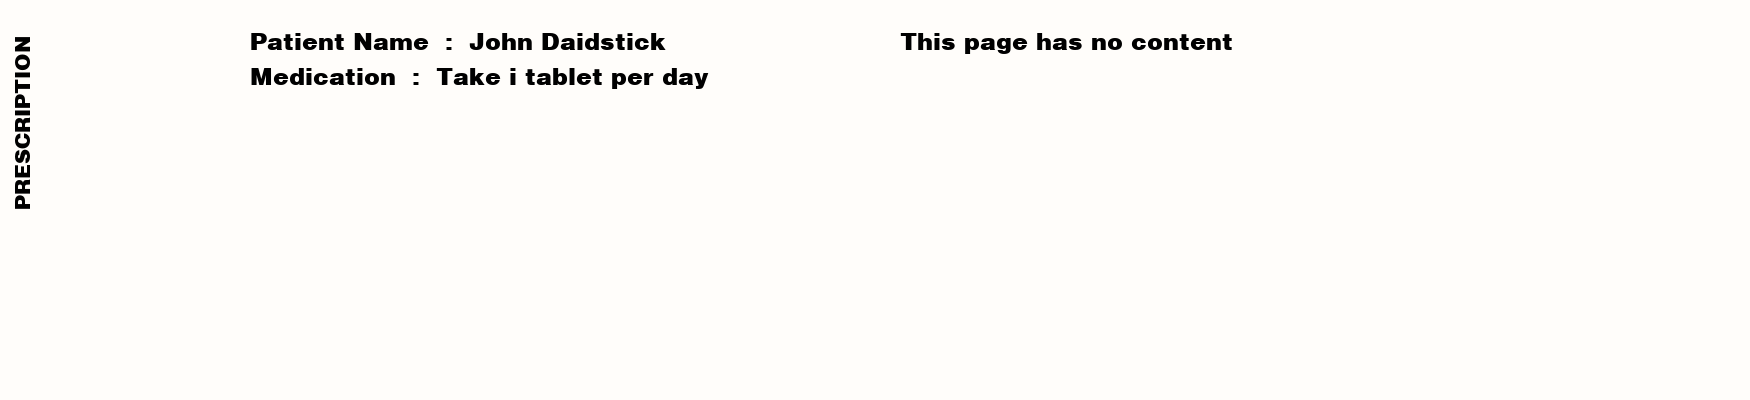 PRESCRIPTION
Patient Name : John Daidstick
Medication : Take i tablet per day
This page has no content